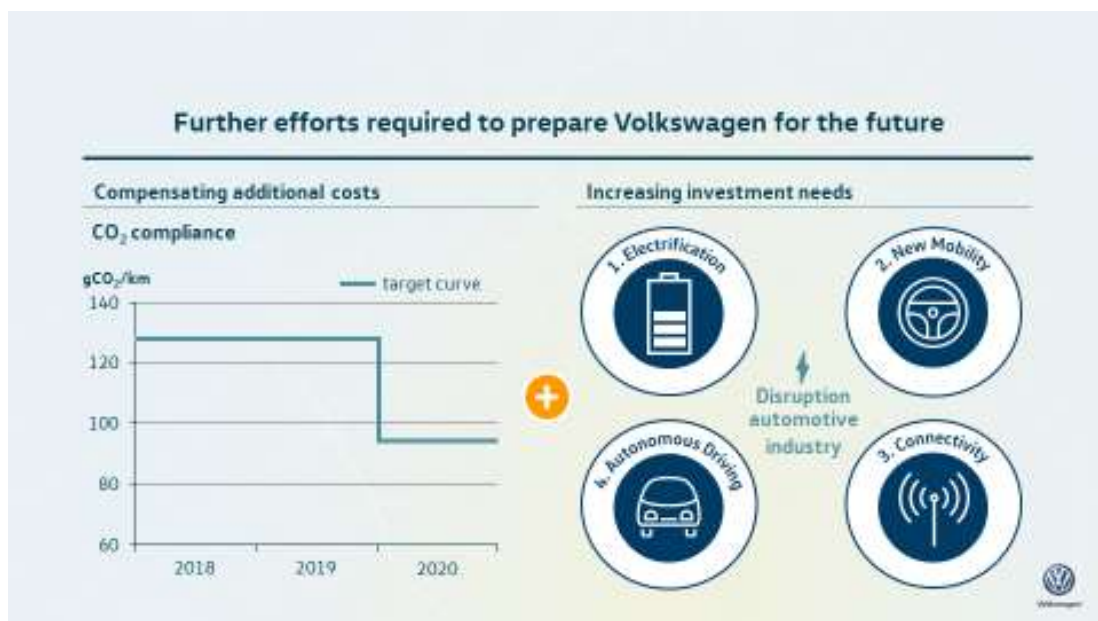 Further efforts required to prepare Volkswagen for the future
Compensating additional costs
CO₂ compliance
gCO₂/km
target curve
140
120
100
80
60
2018
2019
2020
Increasing investment needs
1. Electrification
2. New Mobility
Disruption
automotive
industry
4. Autonomous Driving
3. Connectivity
Volkswagen